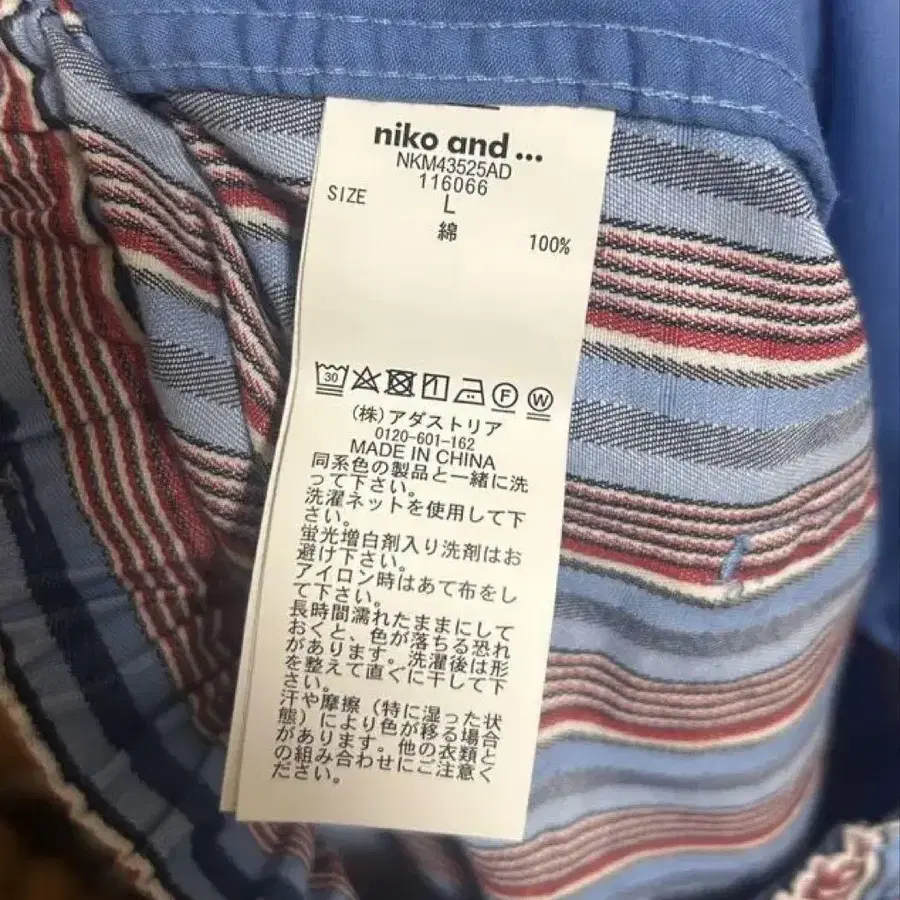 niko and ...
NKM43525AD
116066
SIZE L
綿 100%
30 F W
(株)アダストリア
0120-601-162
MADE IN CHINA
同系色の製品と一緒に洗
って下さい。
洗濯ネットを使用して下
さい。
蛍光増白剤入り洗剤はお
避け下さい。
アイロン時はあて布をし
て下さい。
長時間濡れたままにして
おくと、色が落ちる恐れ
があります。洗濯後は形
を整えて直ぐに干して下
さい。
汗や摩擦(特に湿った状
態)により色が移る場合
があります。他の衣類と
の組み合わせにご注意く
ださい。